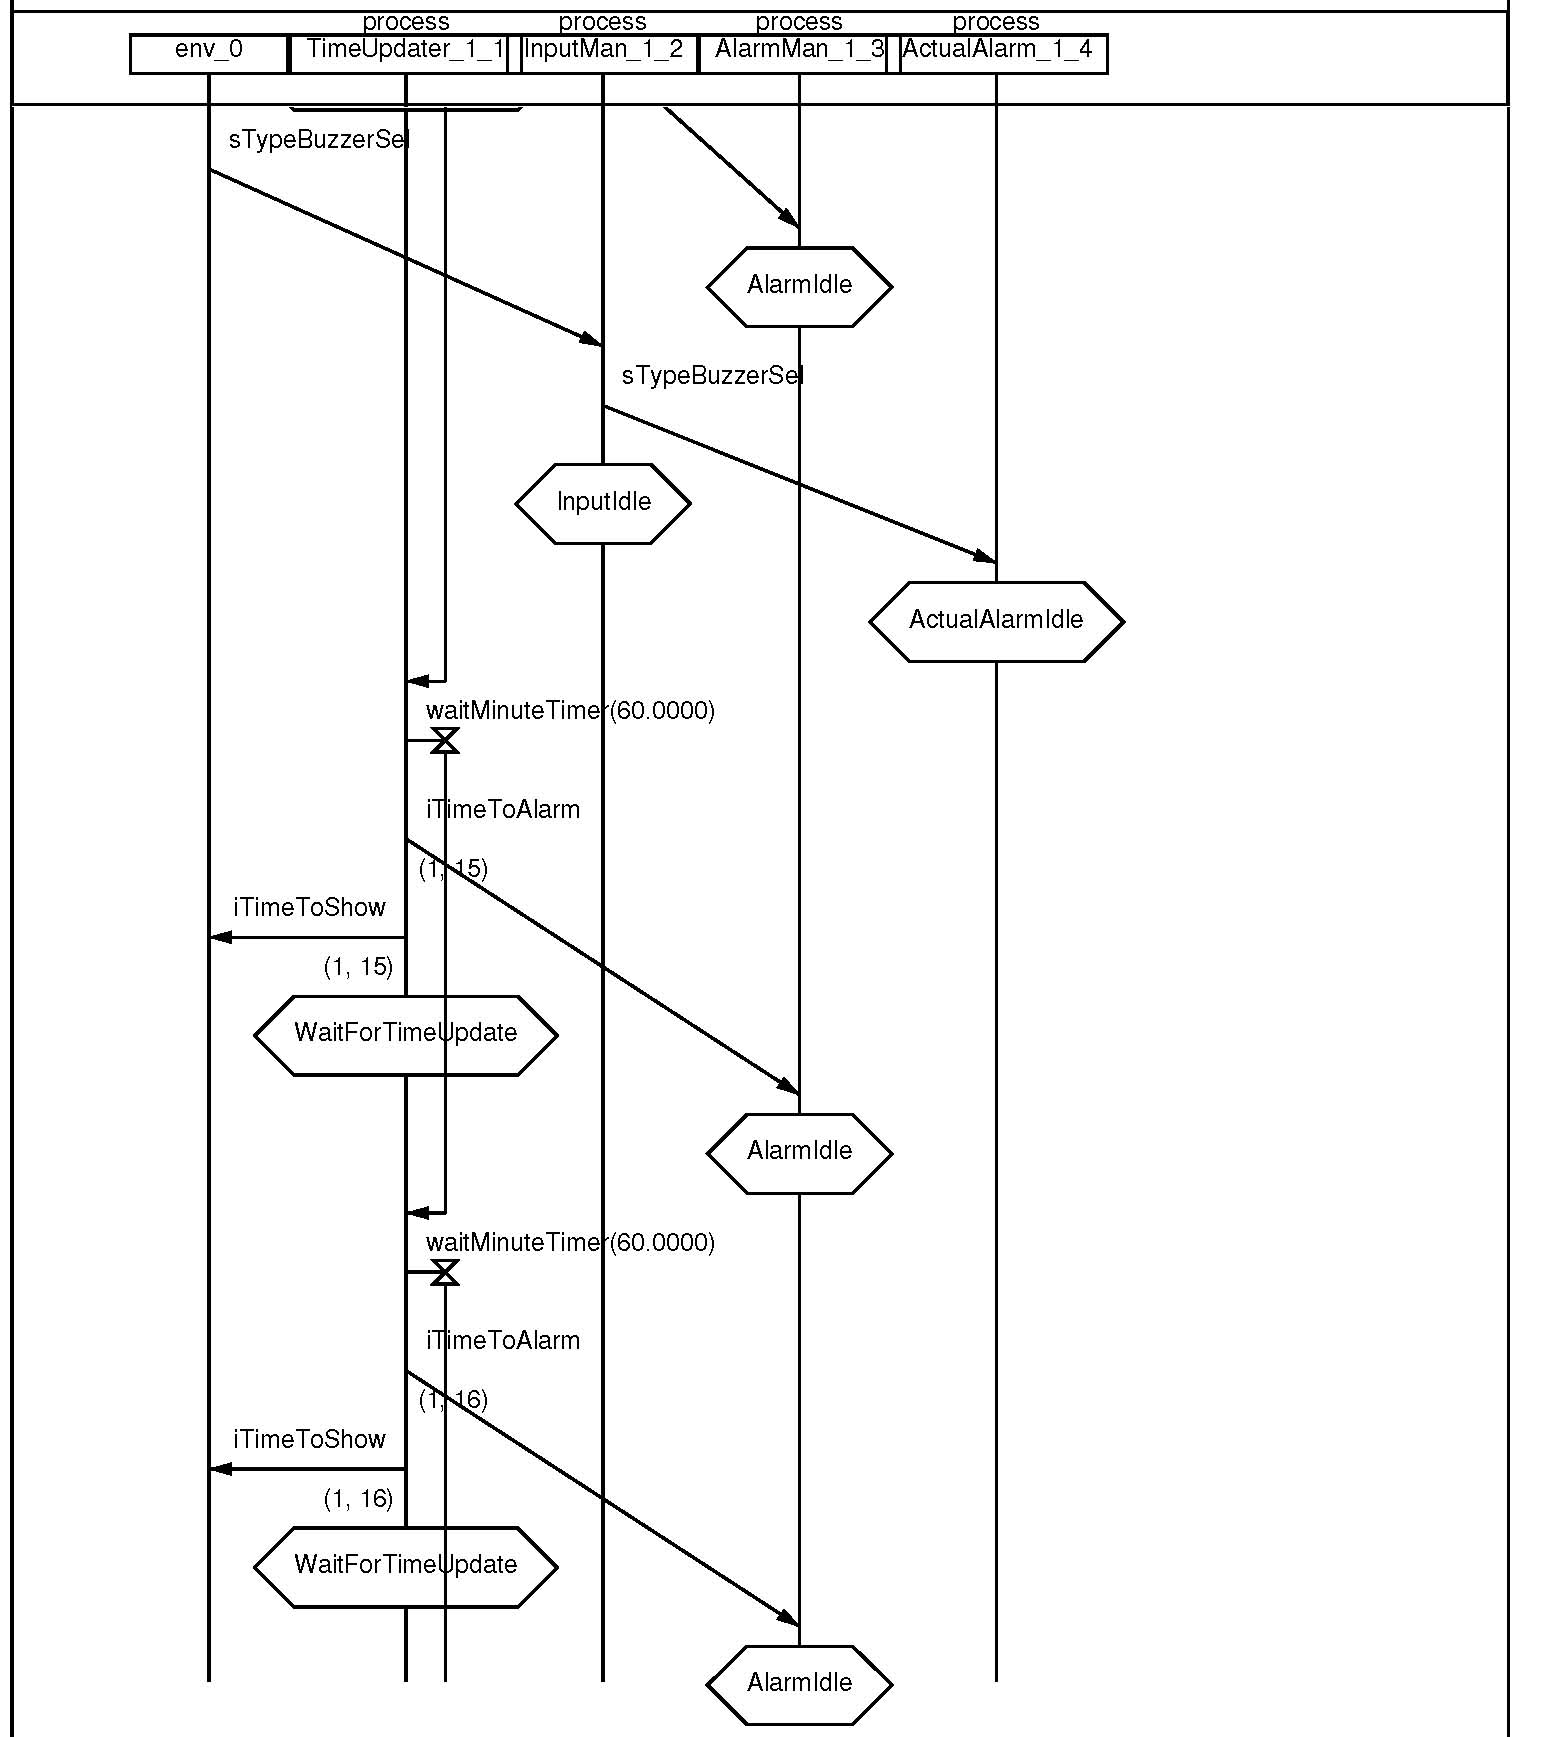 process process process process
env_0 TimeUpdater_1_1 InputMan_1_2 AlarmMan_1_3 ActualAlarm_1_4
sTypeBuzzerSel
AlarmIdle
sTypeBuzzerSel
InputIdle
ActualAlarmIdle
waitMinuteTimer(60.0000)
iTimeToAlarm
(1, 15)
iTimeToShow
(1, 15)
WaitForTimeUpdate
AlarmIdle
waitMinuteTimer(60.0000)
iTimeToAlarm
(1, 16)
iTimeToShow
(1, 16)
WaitForTimeUpdate
AlarmIdle